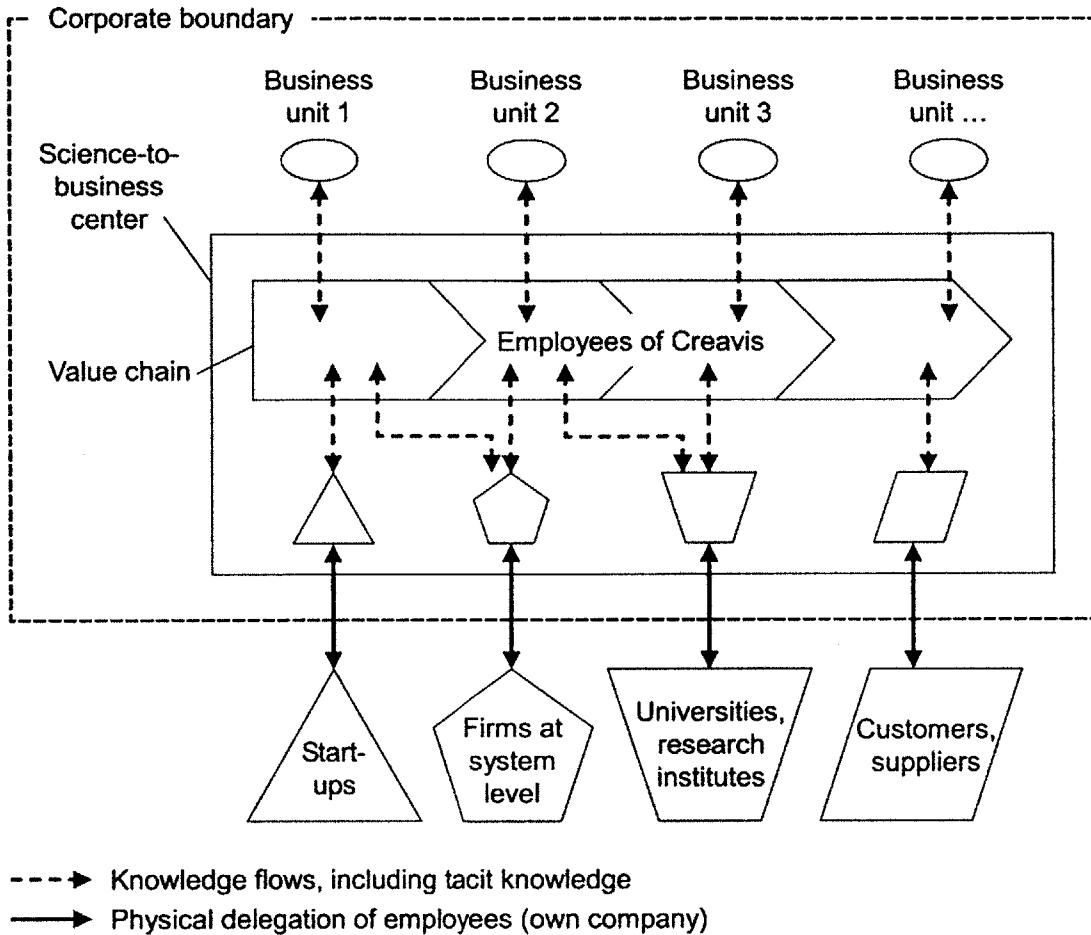 Corporate boundary
Business
unit 1
Business
unit 2
Business
unit 3
Business
unit ...
Science-to-
business
center
Employees of Creavis
Value chain
Start-
ups
Firms at
system
level
Universities,
research
institutes
Customers,
suppliers
Knowledge flows, including tacit knowledge
Physical delegation of employees (own company)